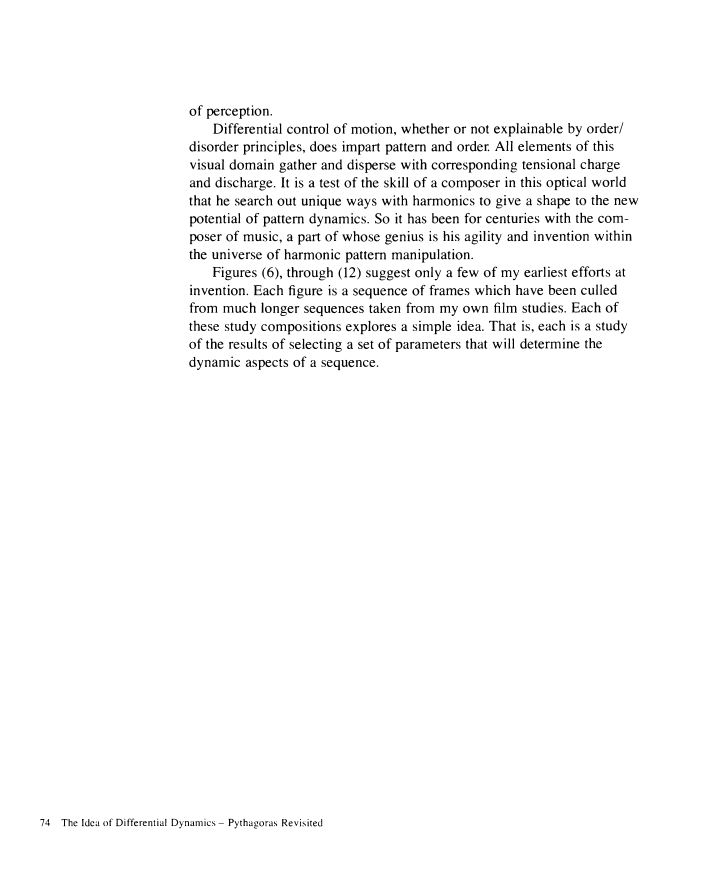 of perception.
Differential control of motion, whether or not explainable by order/
disorder principles, does impart pattern and order. All elements of this
visual domain gather and disperse with corresponding tensional charge
and discharge. It is a test of the skill of a composer in this optical world
that he search out unique ways with harmonics to give a shape to the new
potential of pattern dynamics. So it has been for centuries with the com-
poser of music, a part of whose genius is his agility and invention within
the universe of harmonic pattern manipulation.
Figures (6), through (12) suggest only a few of my earliest efforts at
invention. Each figure is a sequence of frames which have been culled
from much longer sequences taken from my own film studies. Each of
these study compositions explores a simple idea. That is, each is a study
of the results of selecting a set of parameters that will determine the
dynamic aspects of a sequence.
74 The Idea of Differential Dynamics – Pythagoras Revisited